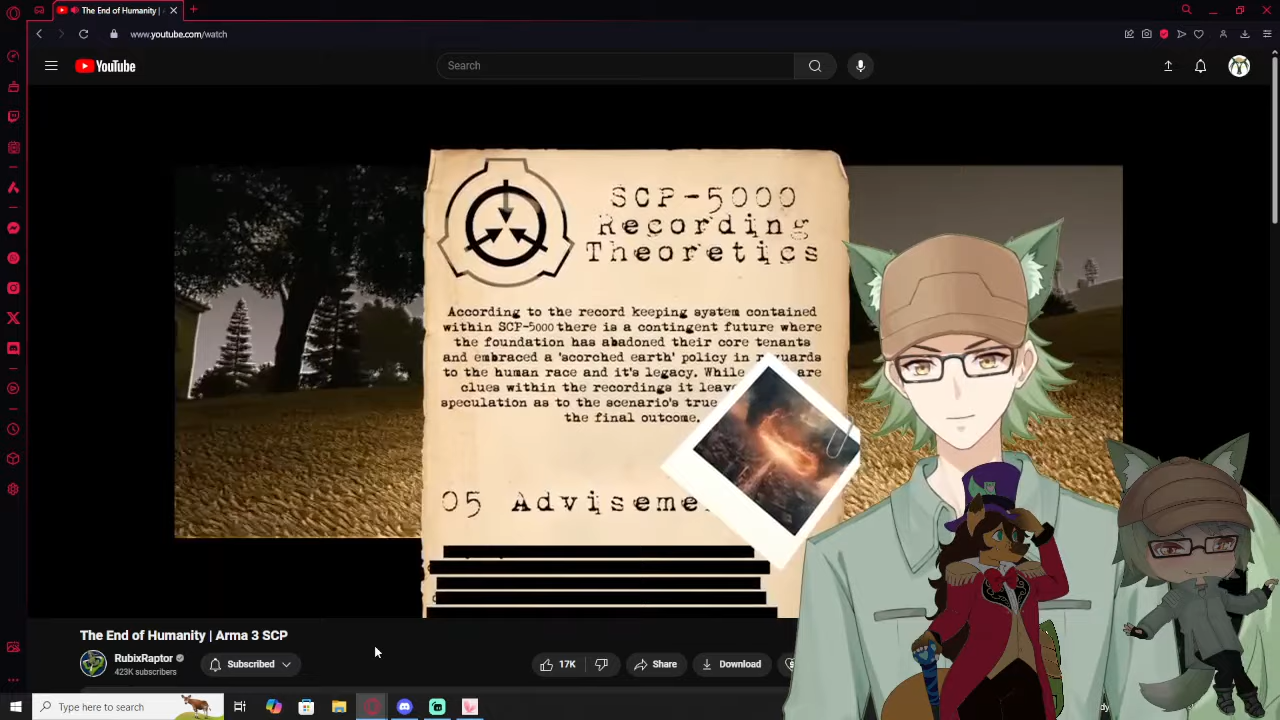 The End of Humanity |
www.youtube.com/watch
YouTube
Search
SCP-5000
Recording
Theoretics
According to the record keeping system contained
within SCP-5000 there is a contingent future where
the foundation has abadoned their core tenants
and embraced a 'scorched earth' policy in
to the human race and it's legacy. While are
clues within the recordings it
speculation as to the scenario's true
the final outcome.
05
The End of Humanity | Arma 3 SCP
RubixRaptor
423K subscribers
Subscribed
17K
Share
Download
Type here to search